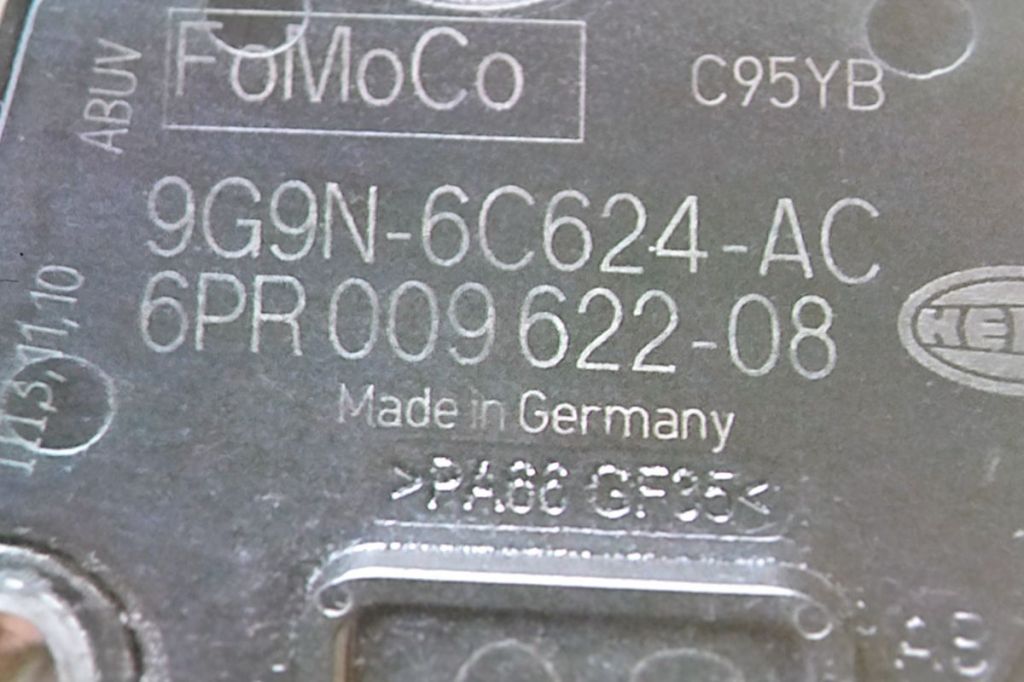 FoMoCo
C95YB
ABUV
9G9N-6C624-AC
6PR 009 622-08
Made in Germany
>PA66 GF35<